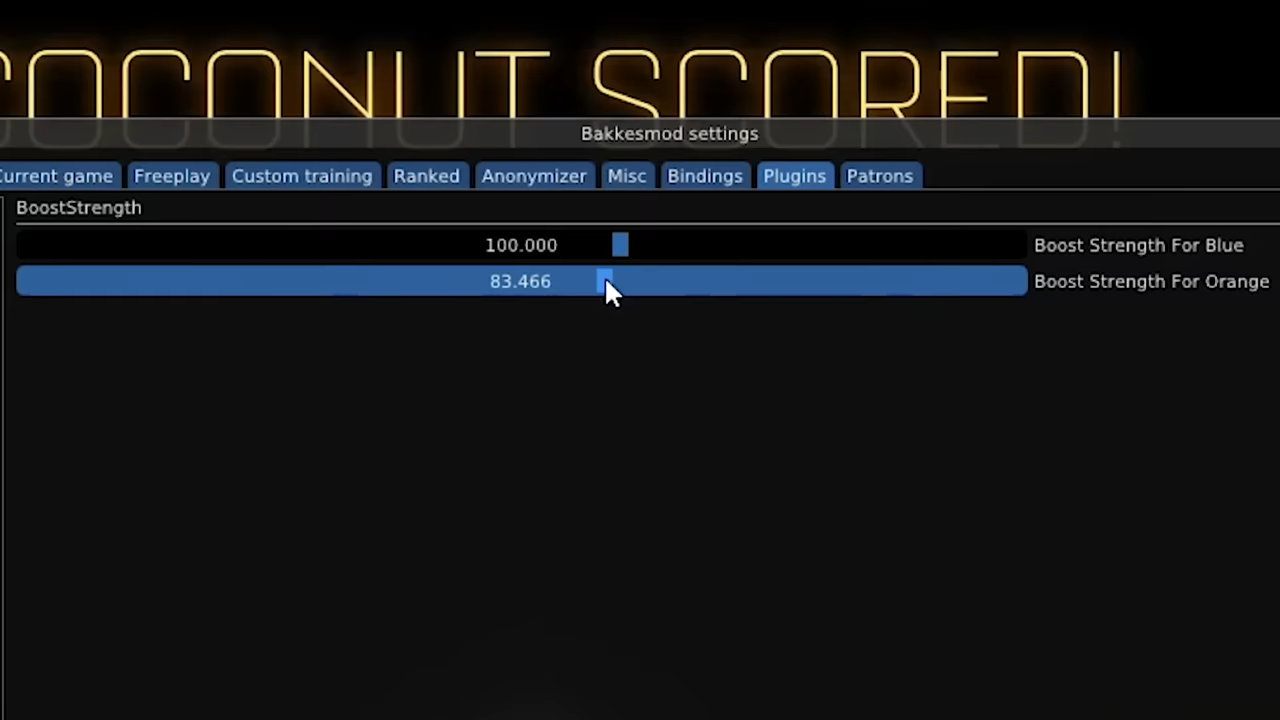 COCONUT SCORED!
Bakkesmod settings
Current game Freeplay Custom training Ranked Anonymizer Misc Bindings Plugins Patrons
BoostStrength
100.000 Boost Strength For Blue
83.466 Boost Strength For Orange